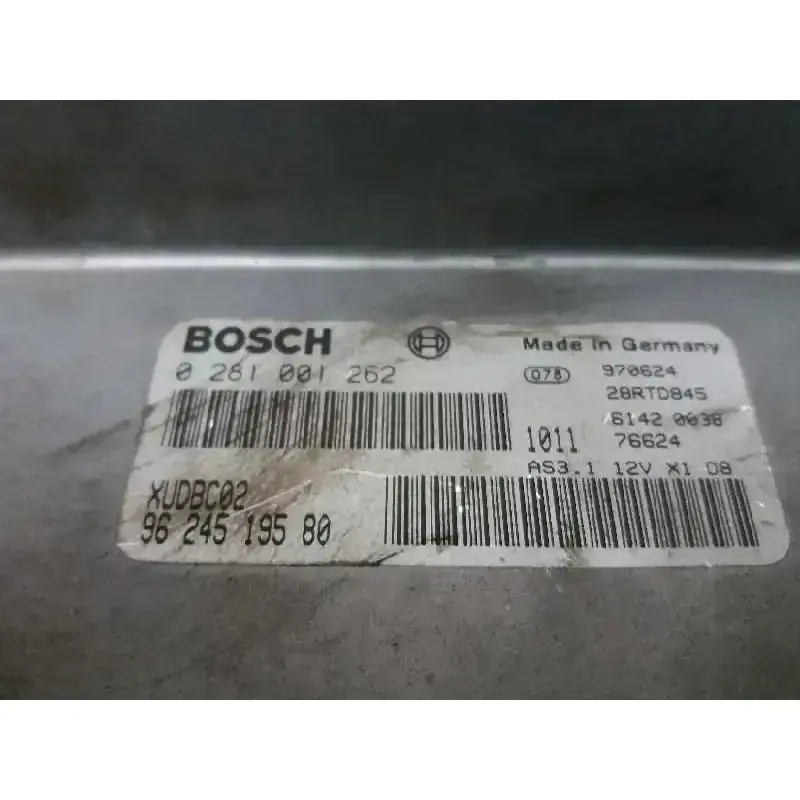 BOSCH
Made in Germany
0 281 001 262
078 970624
28RTD845
6142 0038
1011 76624
AS3.1 12V X1 D8
XUDBC02
96 245 195 80